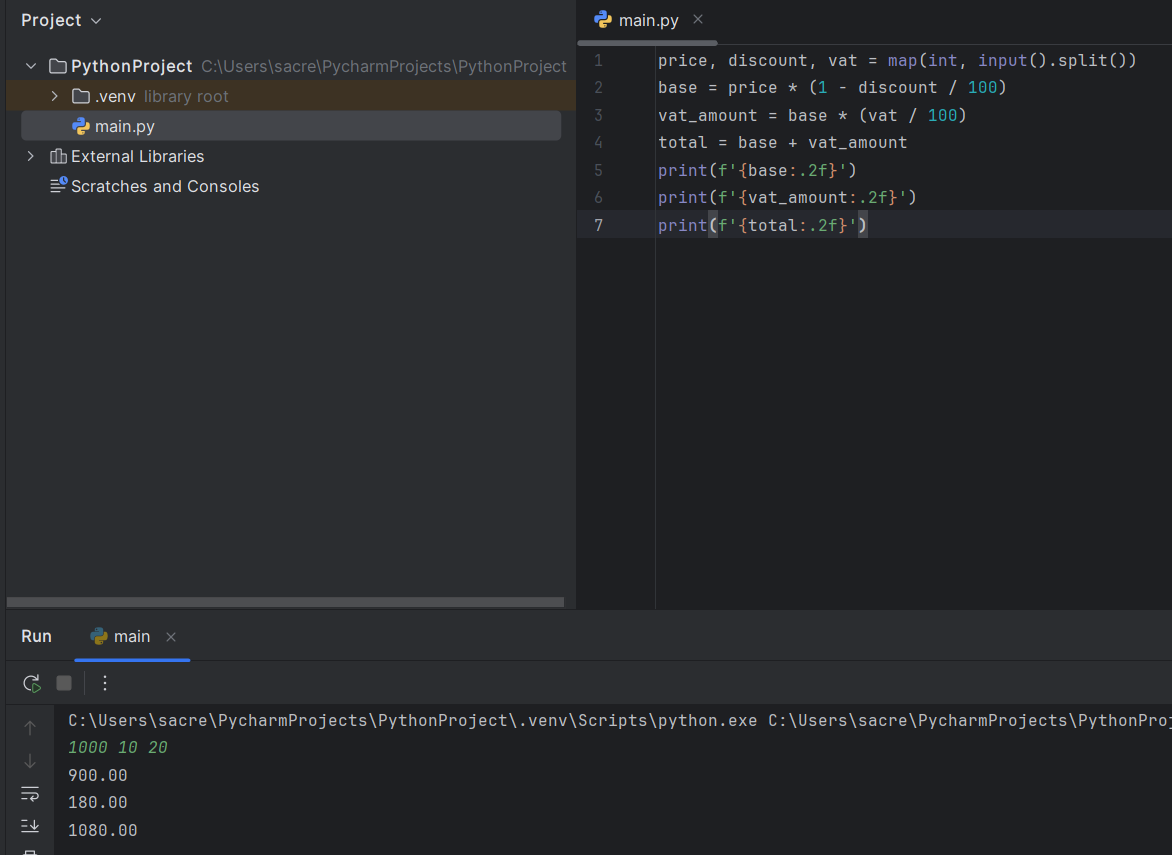 Project
PythonProject C:\Users\sacre\PycharmProjects\PythonProject
.venv library root
main.py
External Libraries
Scratches and Consoles
main.py
1 price, discount, vat = map(int, input().split())
2 base = price * (1 - discount / 100)
3 vat_amount = base * (vat / 100)
4 total = base + vat_amount
5 print(f'{base:.2f}')
6 print(f'{vat_amount:.2f}')
7 print(f'{total:.2f}')
Run main
C:\Users\sacre\PycharmProjects\PythonProject\.venv\Scripts\python.exe C:\Users\sacre\PycharmProjects\PythonProj
1000 10 20
900.00
180.00
1080.00